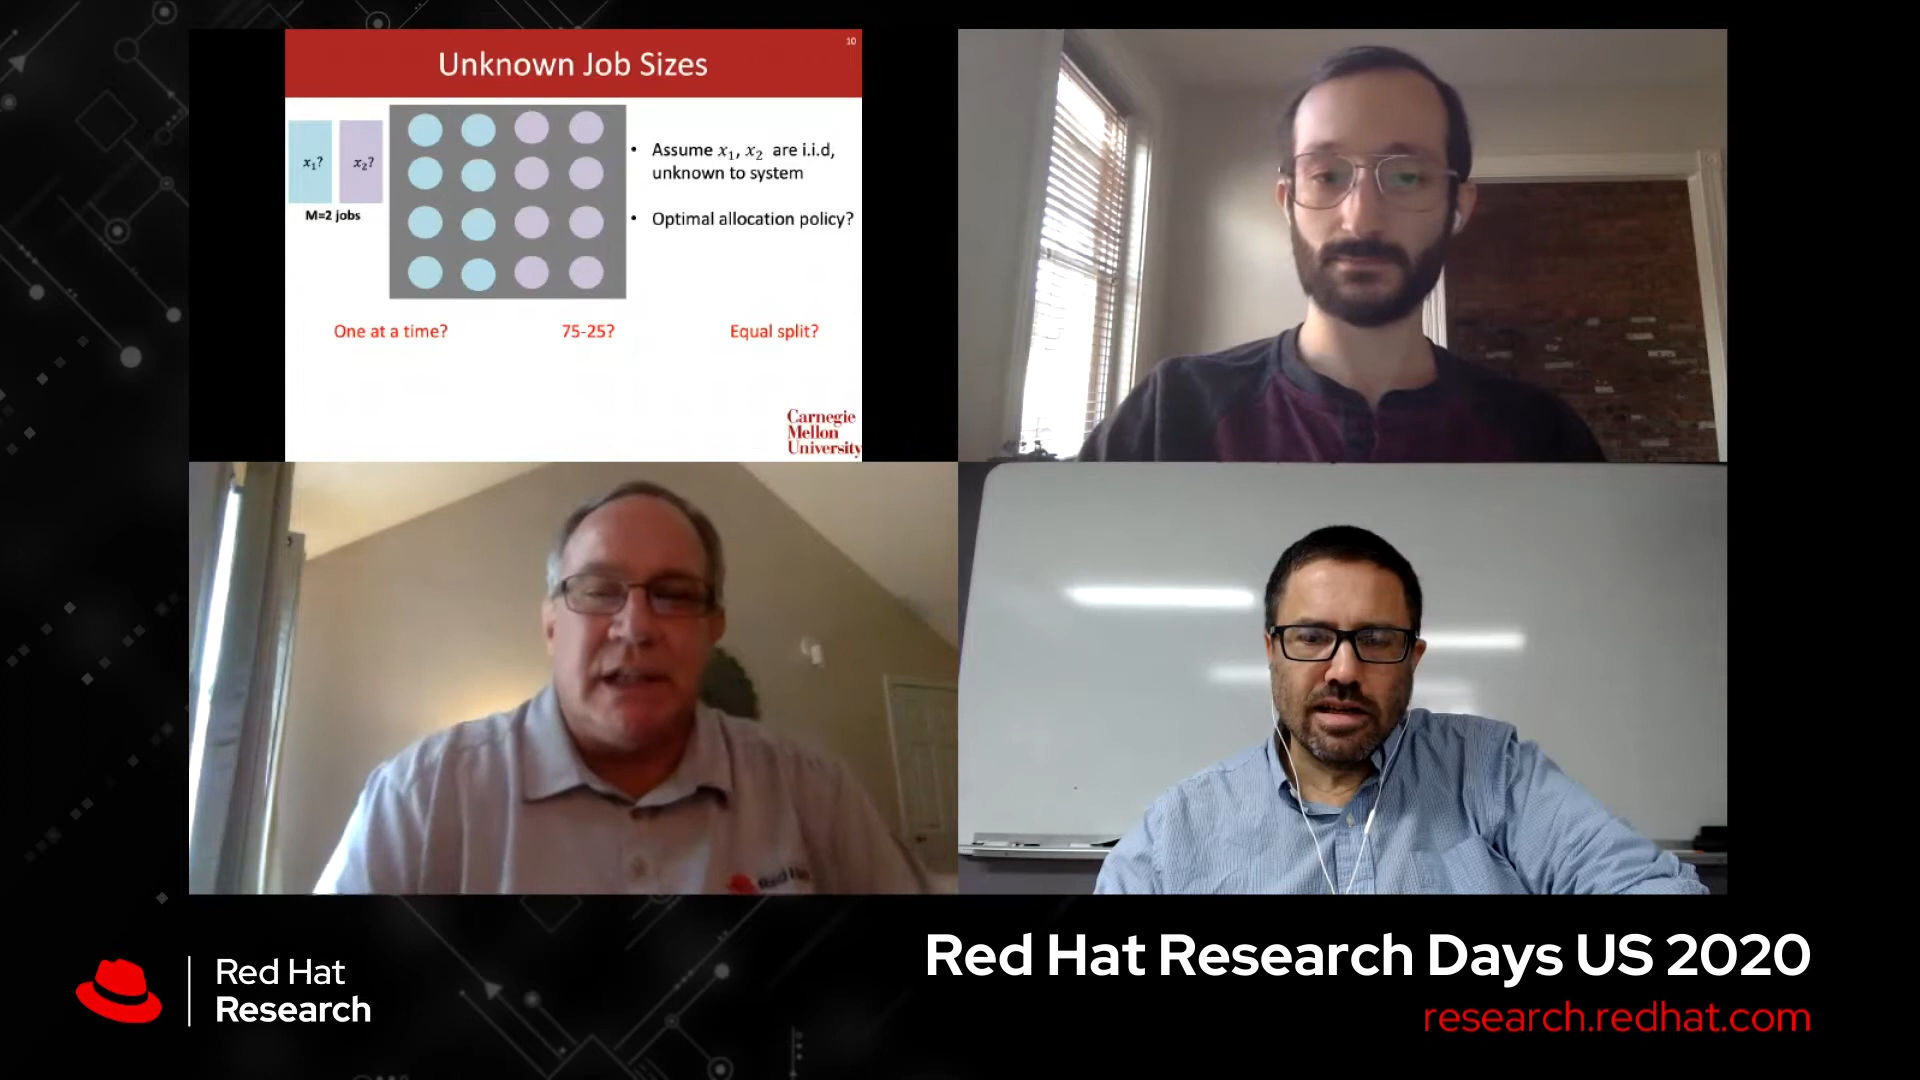 10
Unknown Job Sizes
x₁?
x₂?
M=2 jobs
• Assume x₁, x₂ are i.i.d,
unknown to system
• Optimal allocation policy?
One at a time?
75-25?
Equal split?
Carnegie
Mellon
University
Red Hat
Red Hat
Research
Red Hat Research Days US 2020
research.redhat.com